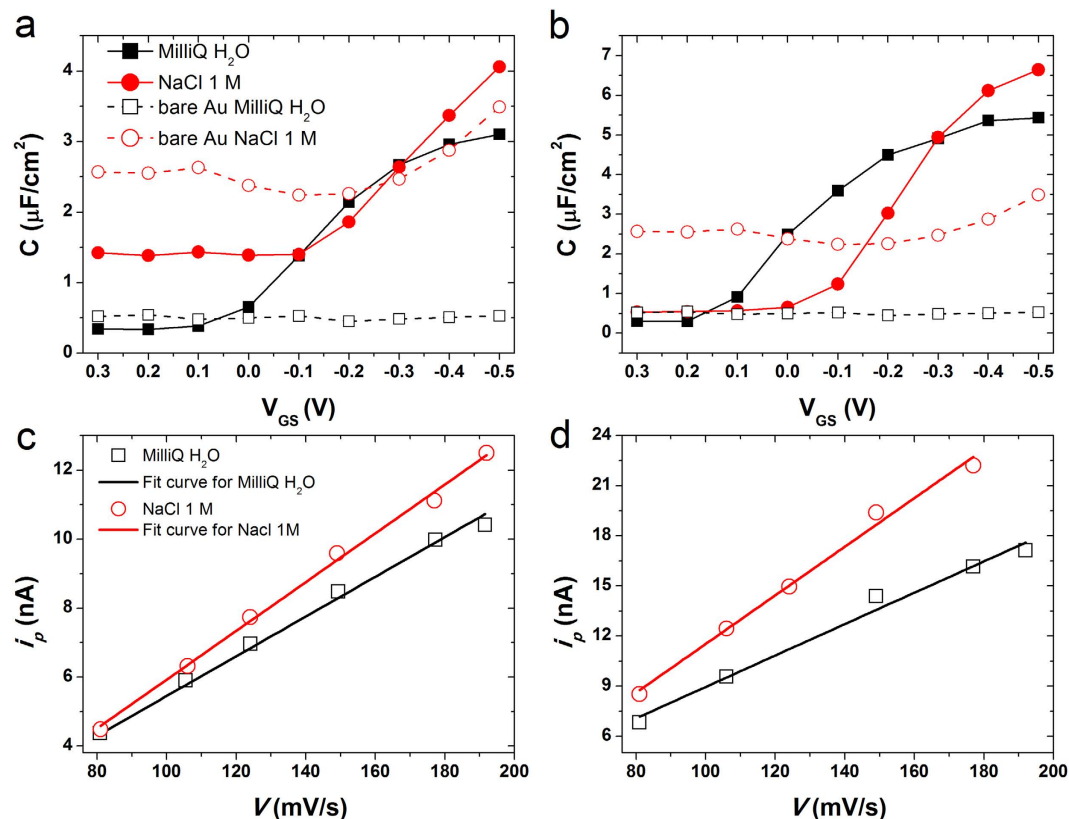 a
MilliQ H₂O
NaCl 1 M
bare Au MilliQ H₂O
bare Au NaCl 1 M
C (μF/cm²)
4
3
2
1
0
0.3 0.2 0.1 0.0 -0.1 -0.2 -0.3 -0.4 -0.5
V_GS (V)
b
C (μF/cm²)
7
6
5
4
3
2
1
0
0.3 0.2 0.1 0.0 -0.1 -0.2 -0.3 -0.4 -0.5
V_GS (V)
c
MilliQ H₂O
Fit curve for MilliQ H₂O
NaCl 1 M
Fit curve for Nacl 1M
i_p (nA)
12
10
8
6
4
80 100 120 140 160 180 200
V (mV/s)
d
i_p (nA)
24
21
18
15
12
9
6
80 100 120 140 160 180 200
V (mV/s)